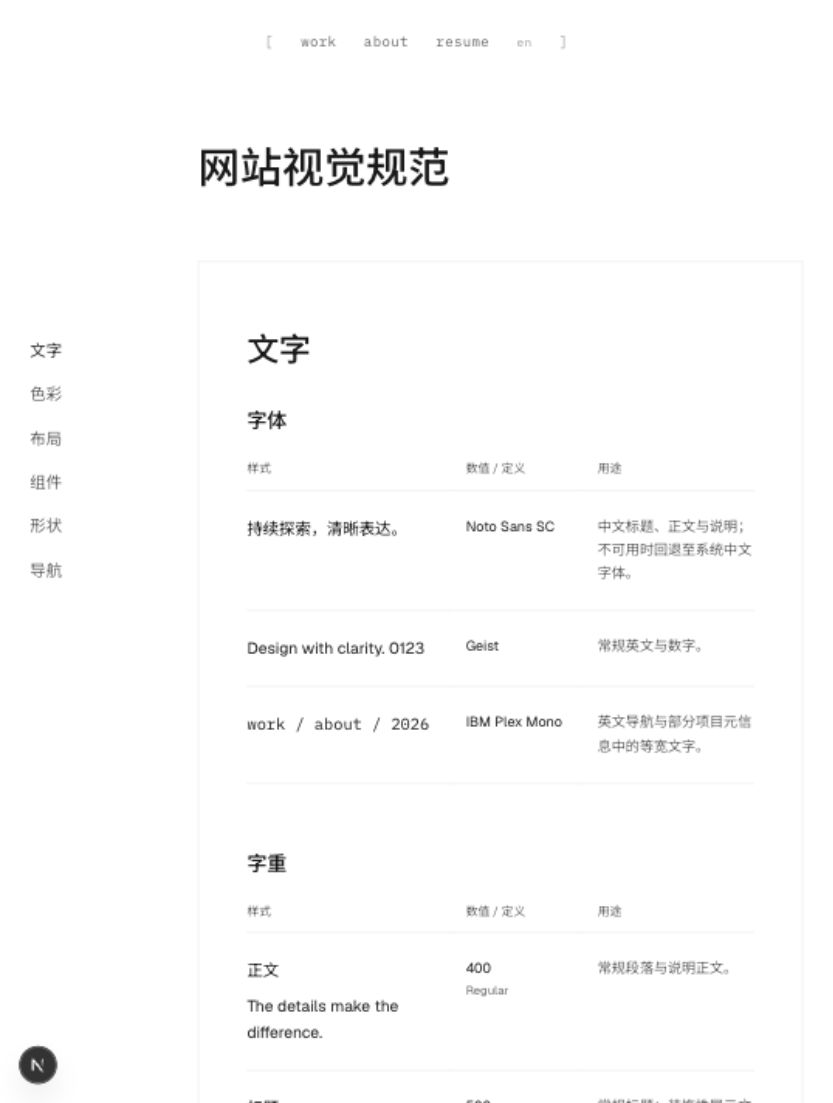 [ work about resume en ]
网站视觉规范
文字
色彩
布局
组件
形状
导航
文字
字体
样式 数值 / 定义 用途
持续探索，清晰表达。 Noto Sans SC 中文标题、正文与说明；
不可用时回退至系统中文
字体。
Design with clarity. 0123 Geist 常规英文与数字。
work / about / 2026 IBM Plex Mono 英文导航与部分项目元信
息中的等宽文字。
字重
样式 数值 / 定义 用途
正文 400 常规段落与说明正文。
Regular
The details make the
difference.
N